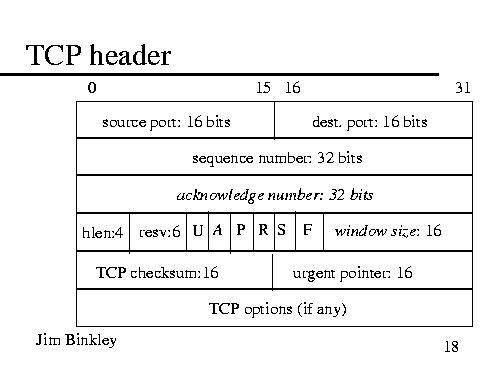 TCP header
0 15 16 31
source port: 16 bits dest. port: 16 bits
sequence number: 32 bits
acknowledge number: 32 bits
hlen:4 resv:6 U A P R S F window size: 16
TCP checksum:16 urgent pointer: 16
TCP options (if any)
Jim Binkley 18